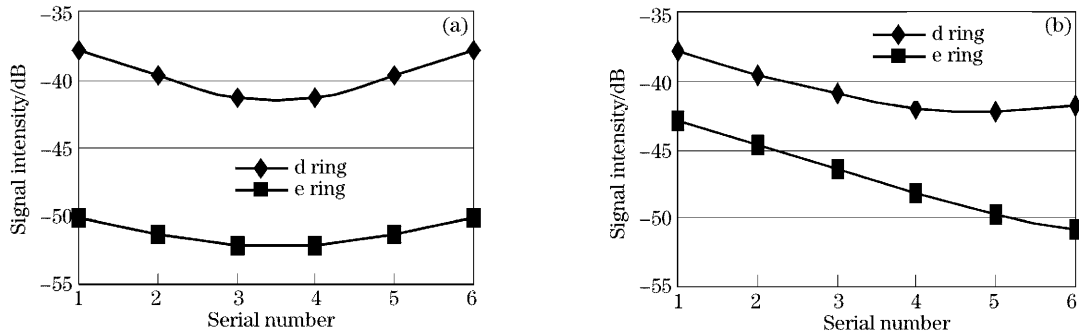 (a)
Signal intensity/dB
−35
−40
−45
−50
−55
d ring
e ring
1 2 3 4 5 6
Serial number
(b)
Signal intensity/dB
−35
−40
−45
−50
−55
d ring
e ring
1 2 3 4 5 6
Serial number